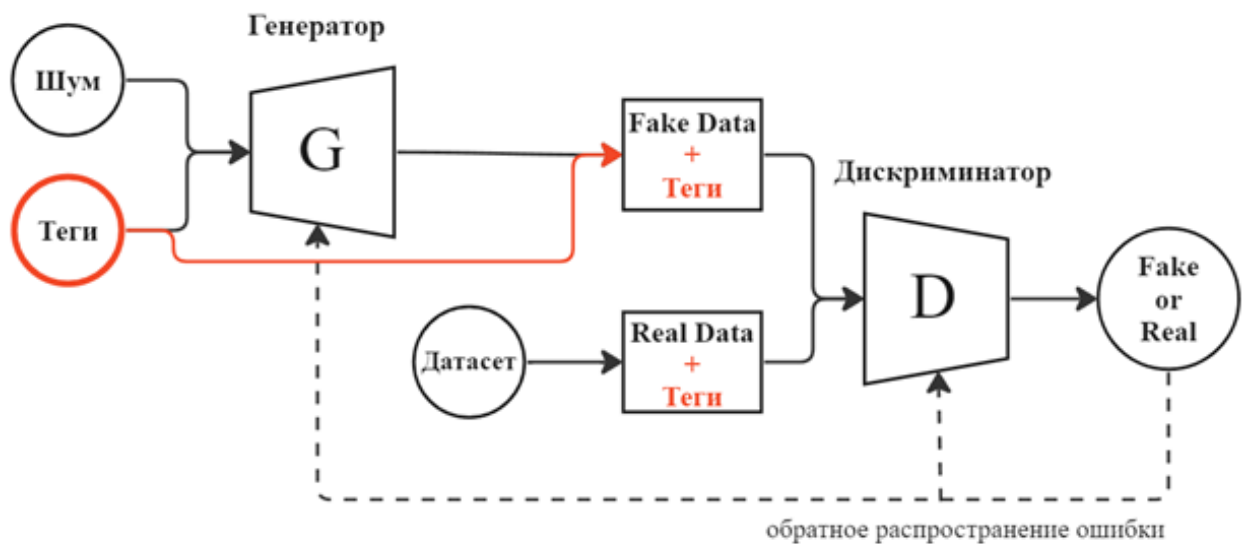 Генератор
Шум
G
Теги
Fake Data
+
Теги
Дискриминатор
D
Fake
or
Real
Датасет
Real Data
+
Теги
обратное распространение ошибки